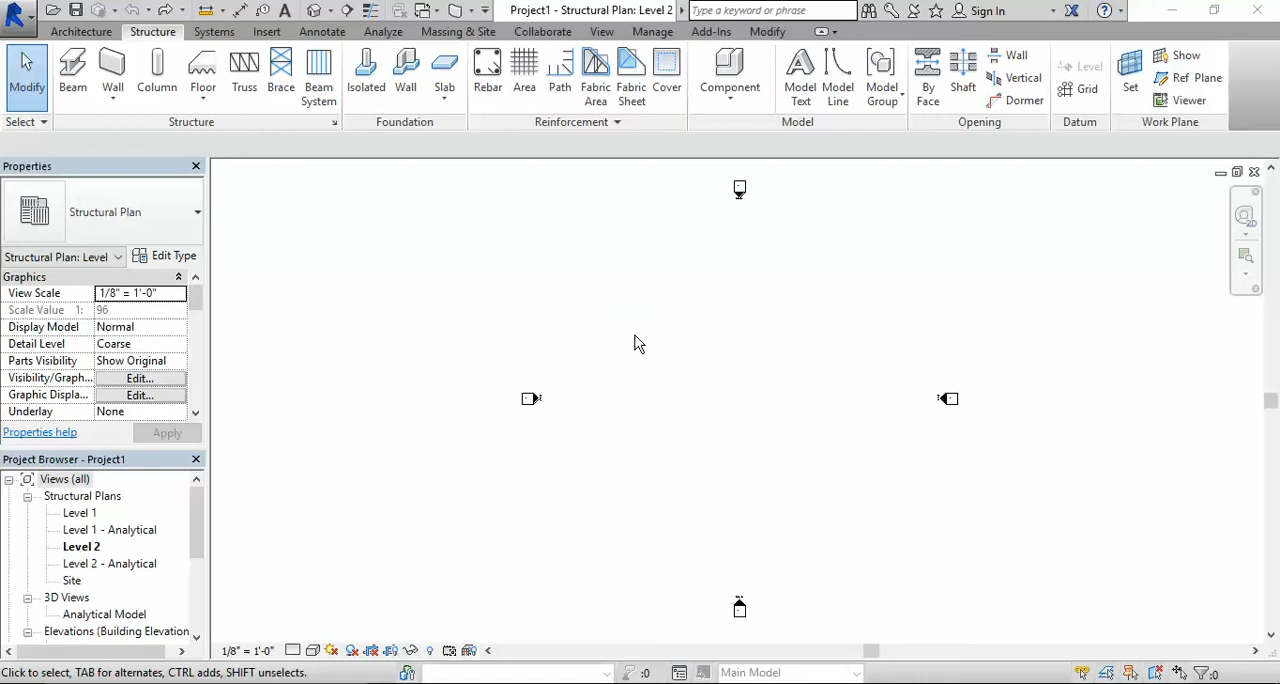 Project1 - Structural Plan: Level 2
Type a keyword or phrase
Sign In
Architecture Structure Systems Insert Annotate Analyze Massing & Site Collaborate View Manage Add-Ins Modify
Modify Beam Wall Column Floor Truss Brace Beam System Isolated Wall Slab Rebar Area Path Fabric Area Fabric Sheet Cover Component Model Text Model Line Model Group By Face Shaft Wall Vertical Dormer Level Grid Set Show Ref Plane Viewer
Select Structure Foundation Reinforcement Model Opening Datum Work Plane
Properties
Structural Plan
Structural Plan: Level Edit Type
Graphics
View Scale 1/8" = 1'-0"
Scale Value 1: 96
Display Model Normal
Detail Level Coarse
Parts Visibility Show Original
Visibility/Graph... Edit...
Graphic Displa... Edit...
Underlay None
Properties help Apply
Project Browser - Project1
Views (all)
Structural Plans
Level 1
Level 1 - Analytical
Level 2
Level 2 - Analytical
Site
3D Views
Analytical Model
Elevations (Building Elevation
2D
1/8" = 1'-0"
Click to select, TAB for alternates, CTRL adds, SHIFT unselects. :0 Main Model :0